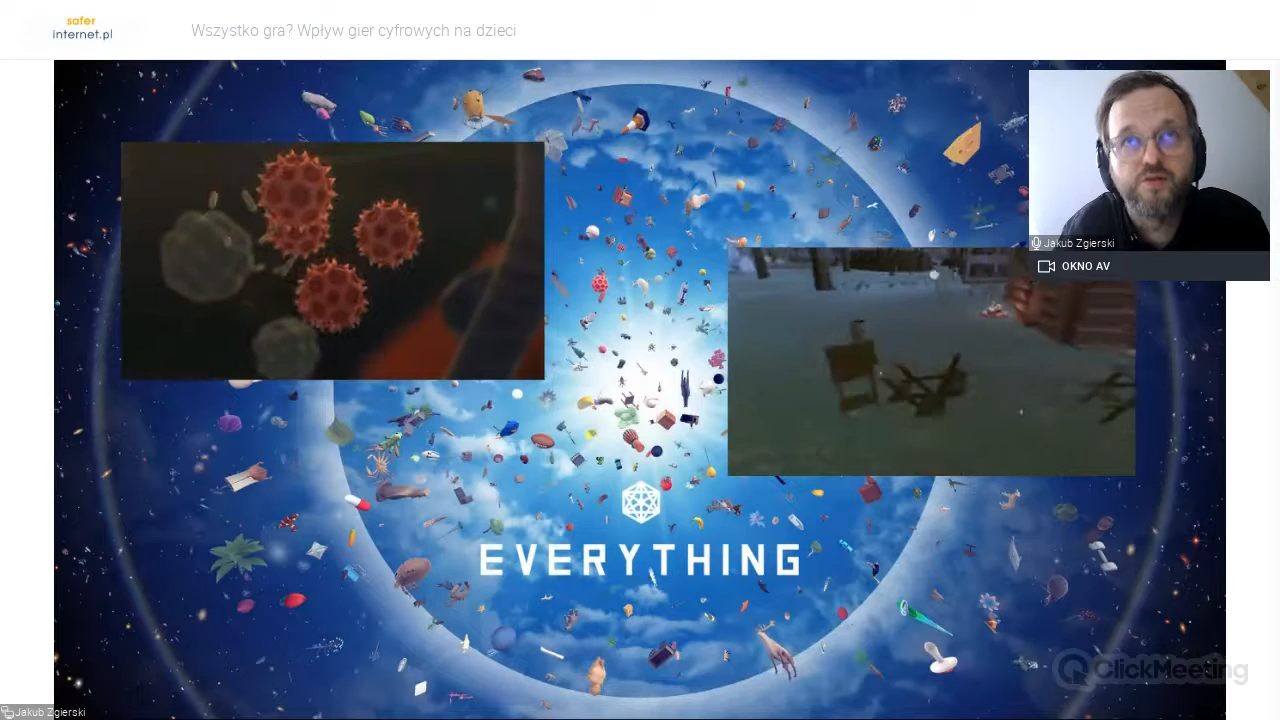 safer
internet.pl
Wszystko gra? Wpływ gier cyfrowych na dzieci
Jakub Zgierski
OKNO AV
EVERYTHING
ClickMeeting
Jakub Zgierski